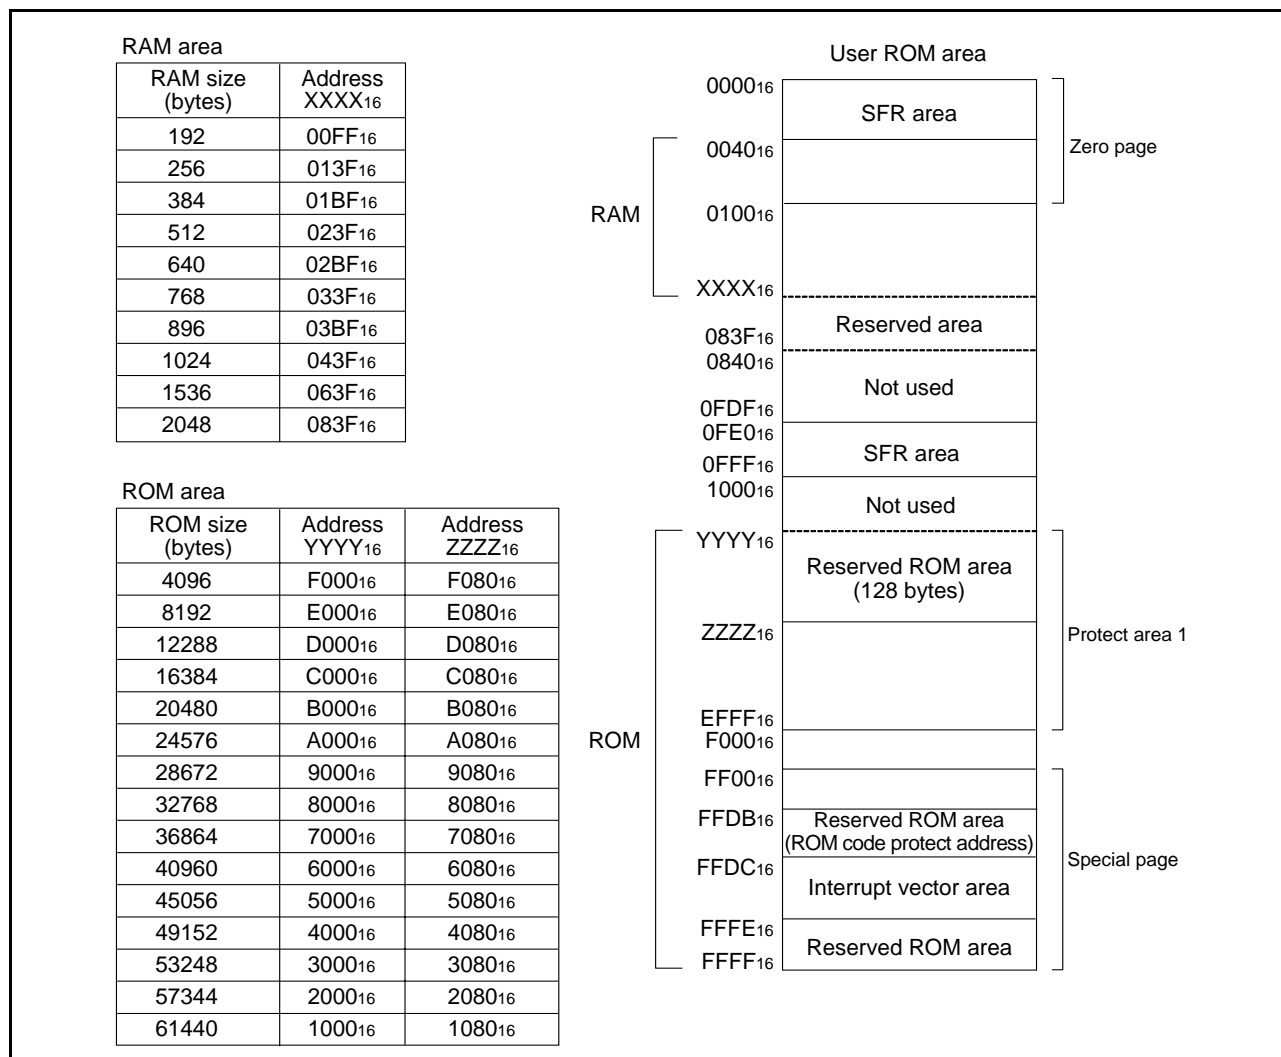 RAM area
RAM size (bytes) Address XXXX16
192 00FF16
256 013F16
384 01BF16
512 023F16
640 02BF16
768 033F16
896 03BF16
1024 043F16
1536 063F16
2048 083F16
ROM area
ROM size (bytes) Address YYYY16 Address ZZZZ16
4096 F00016 F08016
8192 E00016 E08016
12288 D00016 D08016
16384 C00016 C08016
20480 B00016 B08016
24576 A00016 A08016
28672 900016 908016
32768 800016 808016
36864 700016 708016
40960 600016 608016
45056 500016 508016
49152 400016 408016
53248 300016 308016
57344 200016 208016
61440 100016 108016
User ROM area
000016
SFR area
Zero page
004016
RAM
010016
XXXX16
Reserved area
083F16
084016
Not used
0FDF16
0FE016
SFR area
0FFF16
100016
Not used
YYYY16
Reserved ROM area
(128 bytes)
ZZZZ16
Protect area 1
EFFF16
ROM
F00016
FF0016
FFDB16
Reserved ROM area
(ROM code protect address)
FFDC16
Special page
Interrupt vector area
FFFE16
Reserved ROM area
FFFF16